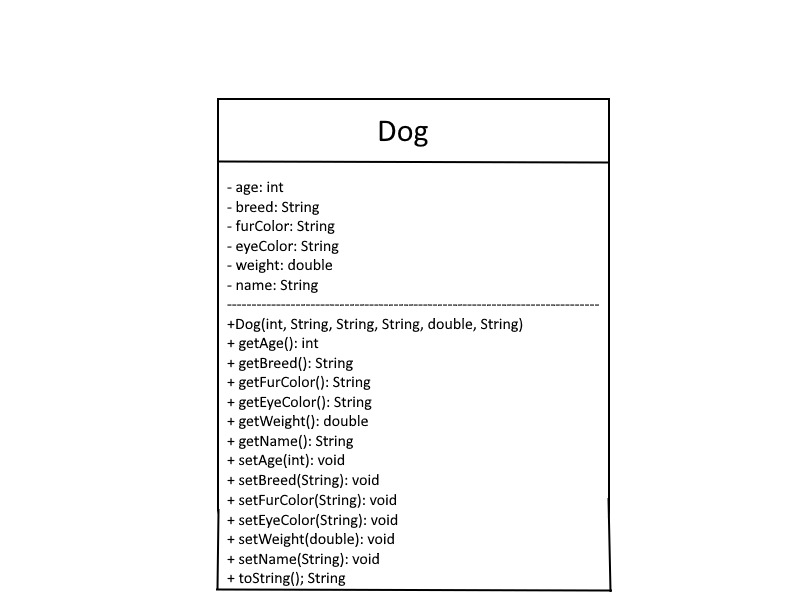 Dog
- age: int
- breed: String
- furColor: String
- eyeColor: String
- weight: double
- name: String
--------------------------------------------------------------------------------
+Dog(int, String, String, String, double, String)
+ getAge(): int
+ getBreed(): String
+ getFurColor(): String
+ getEyeColor(): String
+ getWeight(): double
+ getName(): String
+ setAge(int): void
+ setBreed(String): void
+ setFurColor(String): void
+ setEyeColor(String): void
+ setWeight(double): void
+ setName(String): void
+ toString(); String